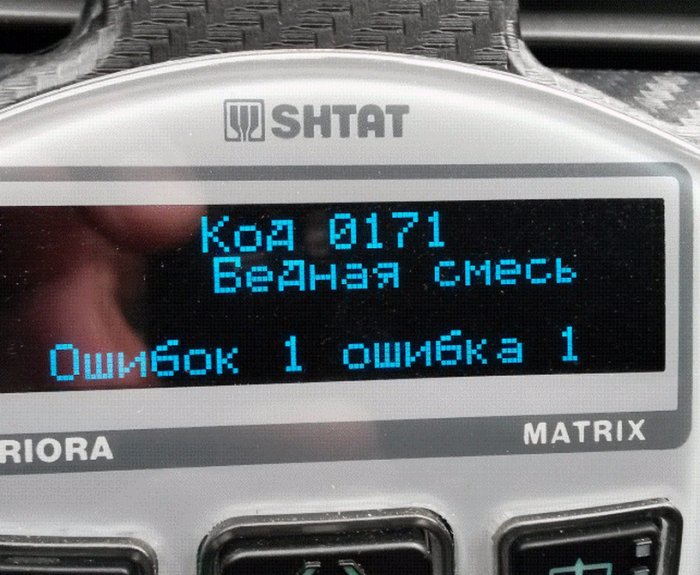 SHTAT
Код 0171
Бедная смесь
Ошибок 1 ошибка 1
RIORA
MATRIX